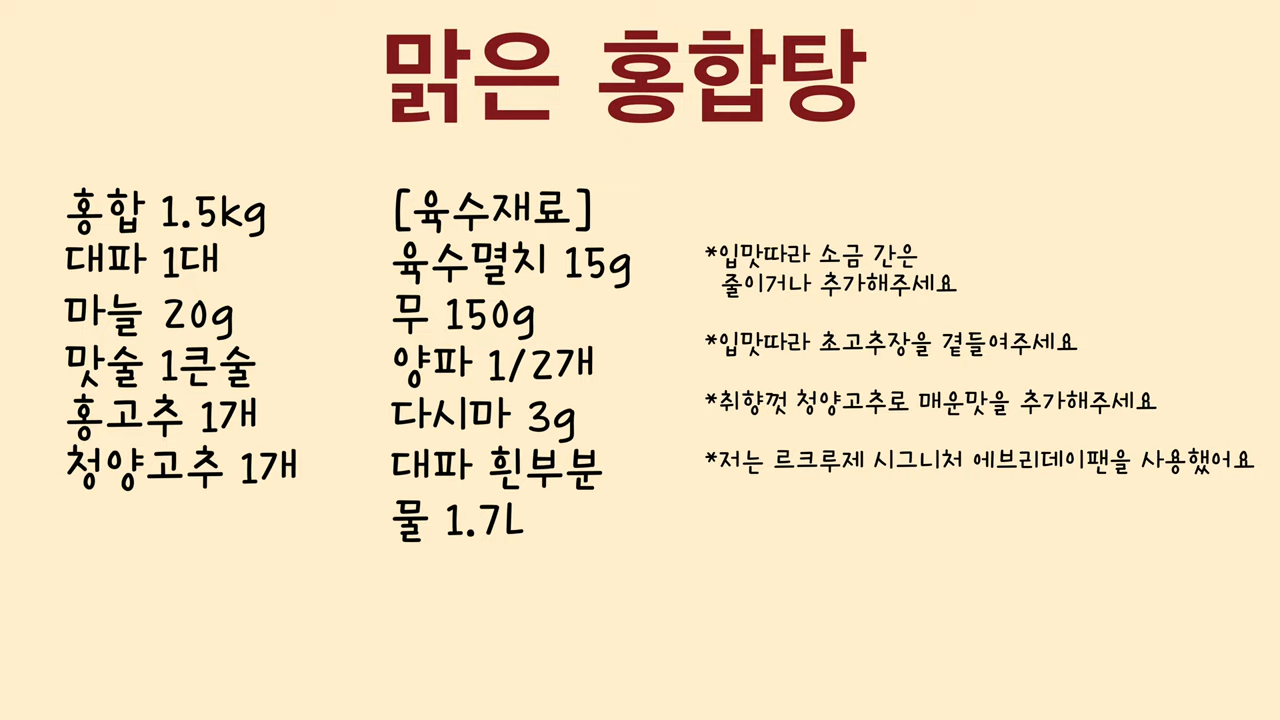 맑은 홍합탕
홍합 1.5kg
대파 1대
마늘 20g
맛술 1큰술
홍고추 1개
청양고추 1개
[육수재료]
육수멸치 15g
무 150g
양파 1/2개
다시마 3g
대파 흰부분
물 1.7L
*입맛따라 소금 간은
줄이거나 추가해주세요
*입맛따라 초고추장을 곁들여주세요
*취향껏 청양고추로 매운맛을 추가해주세요
*저는 르크루제 시그니처 에브리데이팬을 사용했어요